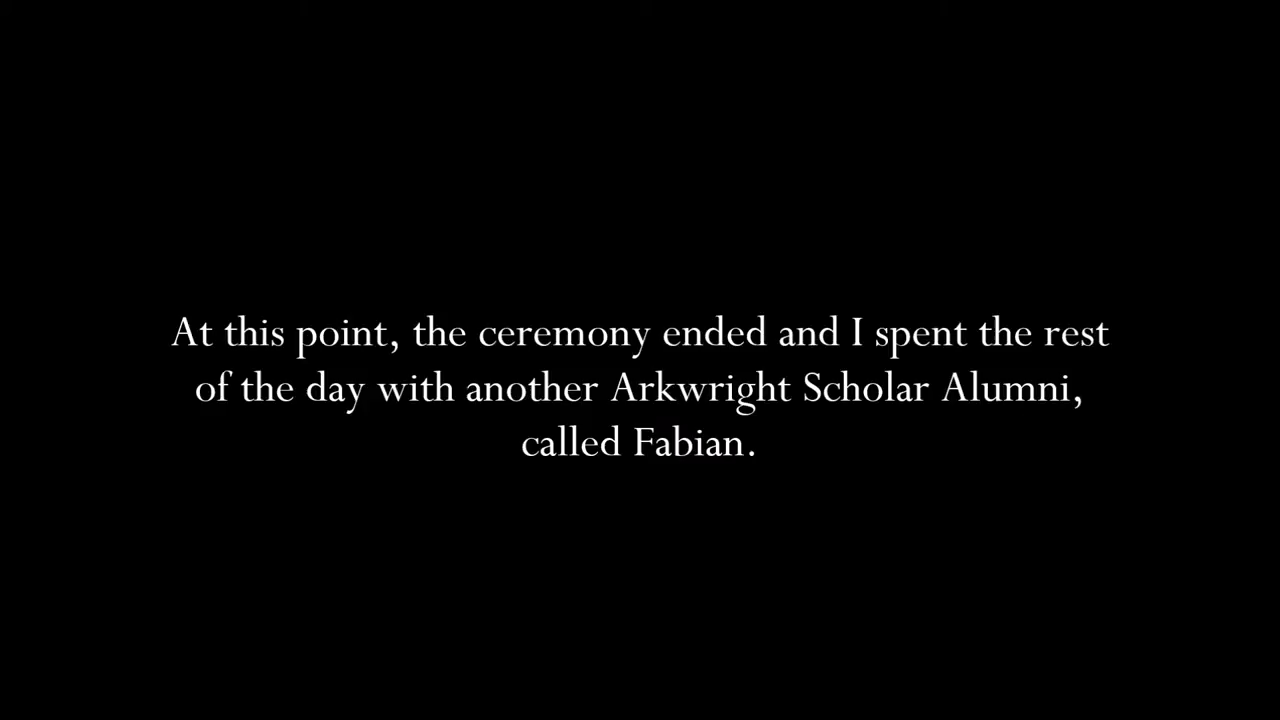 At this point, the ceremony ended and I spent the rest
of the day with another Arkwright Scholar Alumni,
called Fabian.